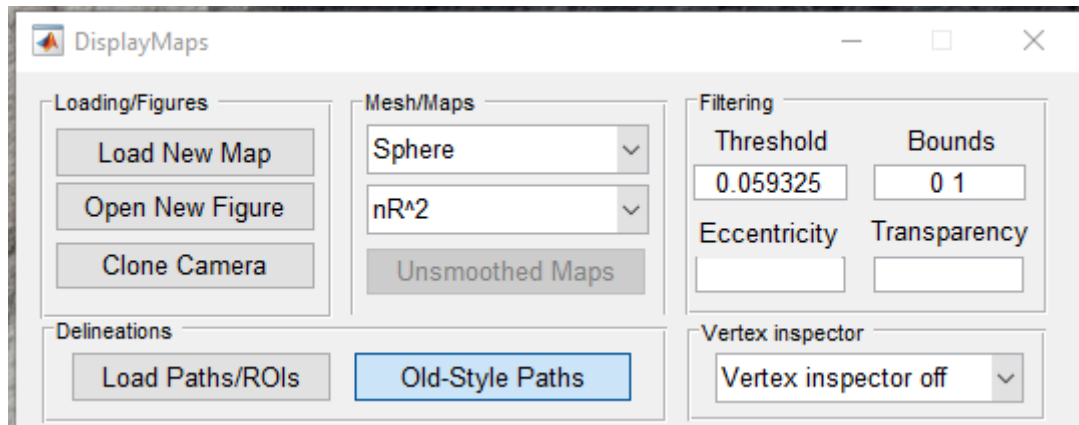 DisplayMaps
Loading/Figures
Load New Map
Open New Figure
Clone Camera
Mesh/Maps
Sphere
nR^2
Unsmoothed Maps
Filtering
Threshold Bounds
0.059325 0 1
Eccentricity Transparency
Delineations
Load Paths/ROIs Old-Style Paths
Vertex inspector
Vertex inspector off